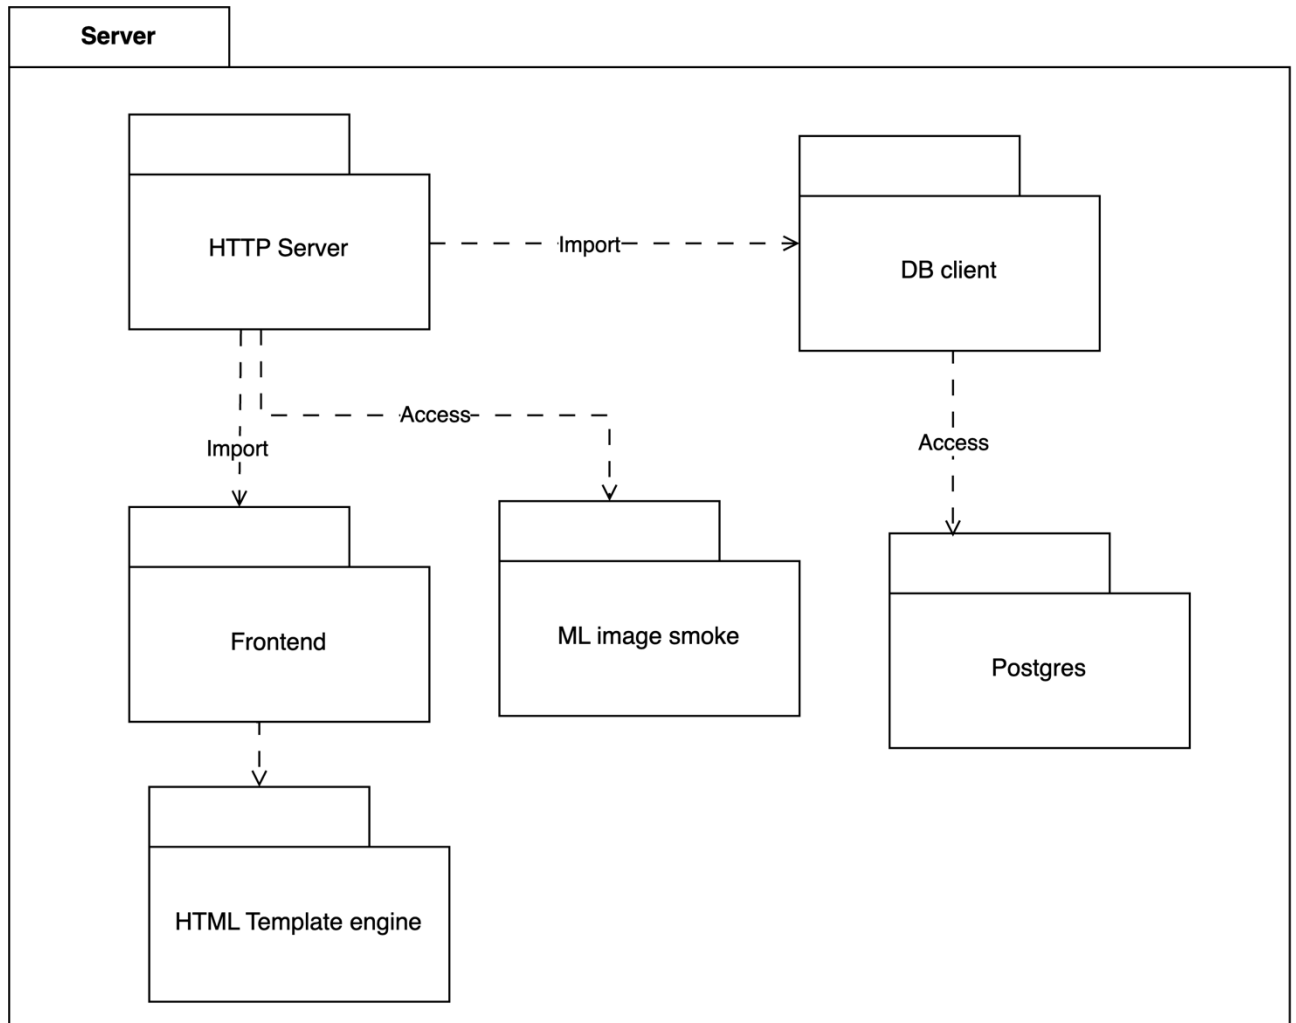 Server
HTTP Server
Import
DB client
Access
Import
Access
Frontend
ML image smoke
Postgres
HTML Template engine